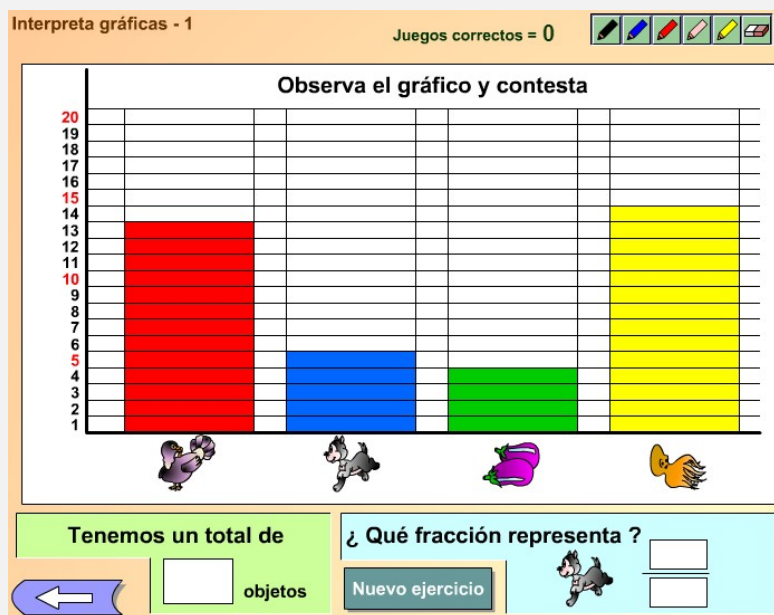 Interpreta gráficas - 1
Juegos correctos = 0
Observa el gráfico y contesta
20
19
18
17
16
15
14
13
12
11
10
9
8
7
6
5
4
3
2
1
Tenemos un total de
objetos
¿ Qué fracción representa ?
Nuevo ejercicio